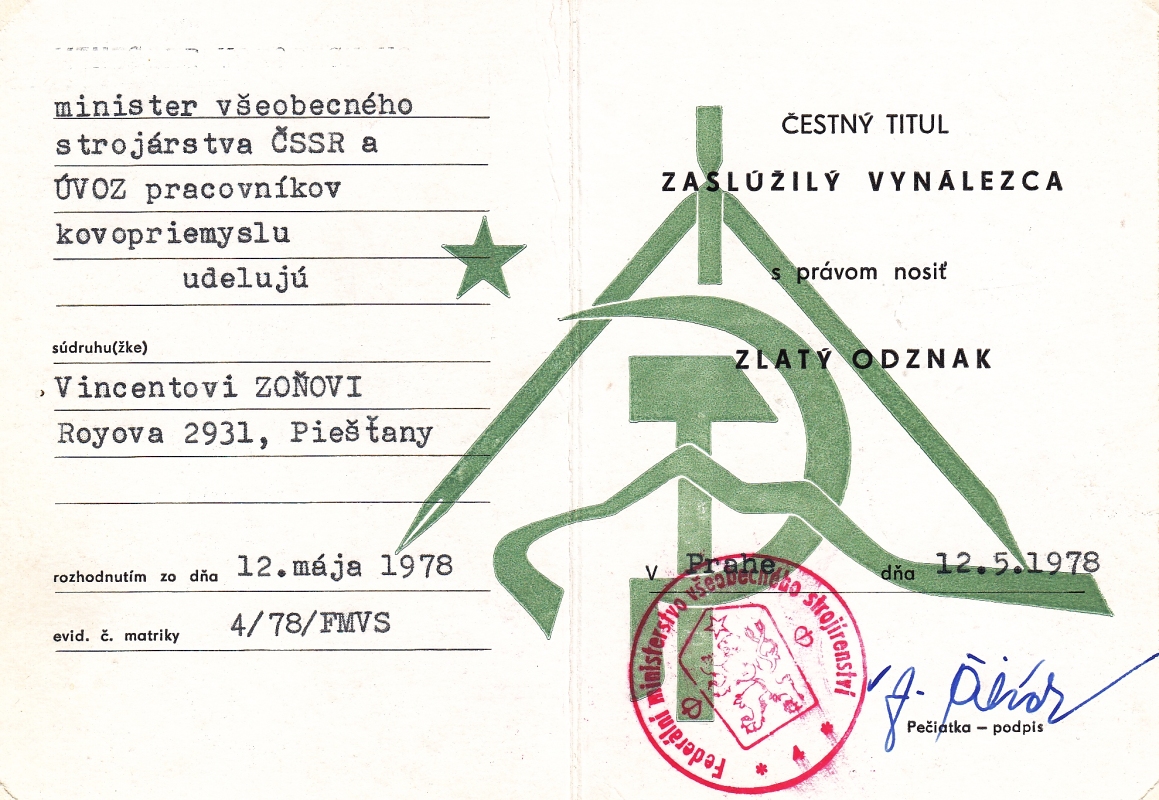 minister všeobecného
strojárstva ČSSR a
ÚVOZ pracovníkov
kovopriemyslu
udelujú
súdruhu(žke)
Vincentovi ZOŇOVI
Royova 2931, Piešťany
rozhodnutím zo dňa 12.mája 1978
evid. č. matriky 4/78/FMVS
ČESTNÝ TITUL
ZASLÚŽILÝ VYNÁLEZCA
s právom nosiť
ZLATÝ ODZNAK
V Prahe dňa 12.5.1978
Federální ministerstvo všeobecného strojírenství
* 4 *
Pečiatka – podpis